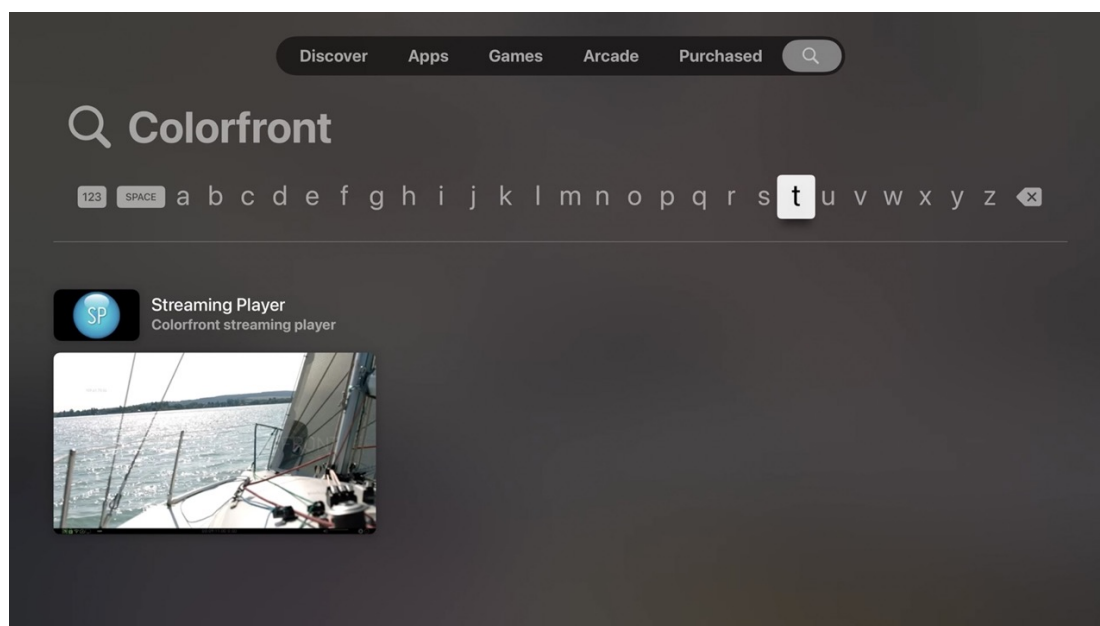 Discover Apps Games Arcade Purchased
Colorfront
123 SPACE a b c d e f g h i j k l m n o p q r s t u v w x y z
SP
Streaming Player
Colorfront streaming player